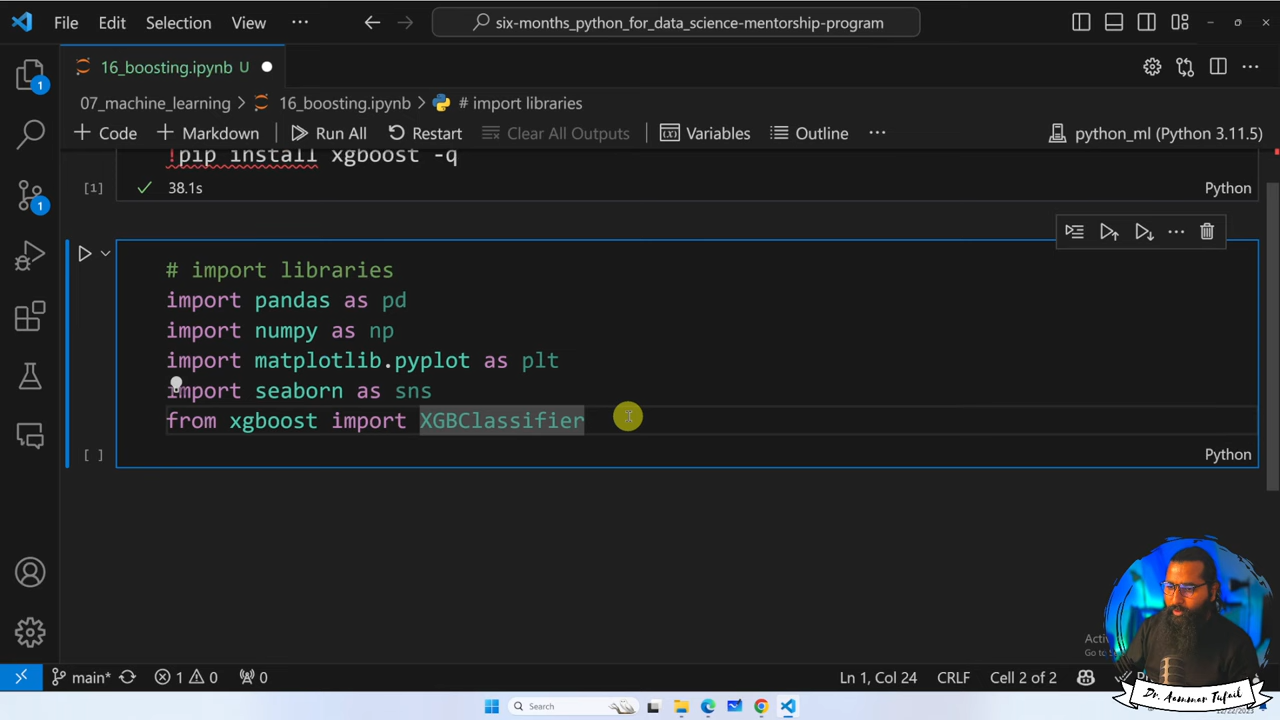 File Edit Selection View ... six-months_python_for_data_science-mentorship-program
16_boosting.ipynb U
07_machine_learning > 16_boosting.ipynb > # import libraries
+ Code + Markdown Run All Restart Clear All Outputs Variables Outline ... python_ml (Python 3.11.5)
!pip install xgboost -q
[1] 38.1s Python
# import libraries
import pandas as pd
import numpy as np
import matplotlib.pyplot as plt
import seaborn as sns
from xgboost import XGBClassifier
[ ] Python
main* 1 0 0 Ln 1, Col 24 CRLF Cell 2 of 2
Dr. Aammar Tufail
Search